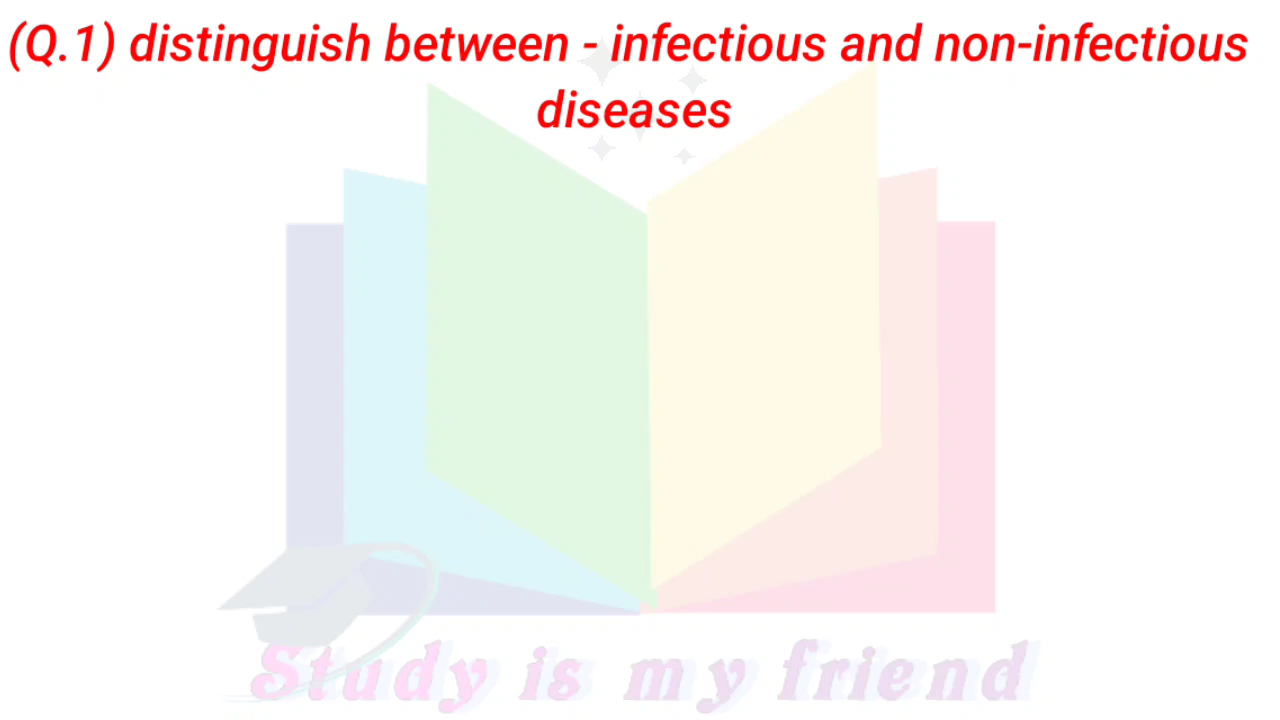 (Q.1) distinguish between - infectious and non-infectious
diseases
Study is my friend